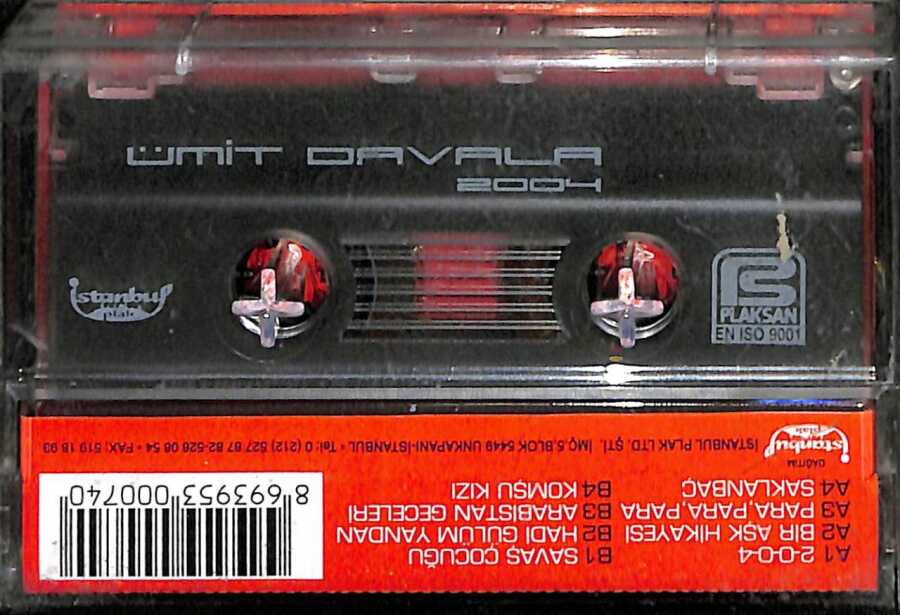 ümit DAVALA
2004
istanbul
plak
PLAKSAN
EN ISO 9001
A1 2-0-0-4
A2 BİR AŞK HİKAYESİ
A3 PARA, PARA, PARA
A4 SAKLANBAÇ
B1 SAVAŞ ÇOCUĞU
B2 HADİ GÜLÜM YANDAN
B3 ARABİSTAN GECELERİ
B4 KOMŞU KIZI
8 693953 000740
DAĞITIM
istanbul
plak
İSTANBUL PLAK LTD. ŞTİ. İMÇ.5.BLOK 5449 UNKAPANI-İSTANBUL • Tel: 0 (212) 527 87 82-526 08 54 • FAX: 519 18 93